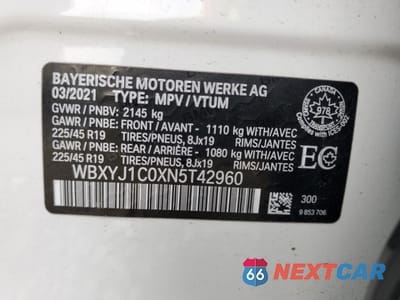 BAYERISCHE MOTOREN WERKE AG
03/2021 TYPE: MPV / VTUM
GVWR / PNBV: 2145 kg
GAWR / PNBE: FRONT / AVANT - 1110 kg WITH/AVEC
225/45 R19 TIRES/PNEUS, 8Jx19 RIMS/JANTES
GAWR / PNBE: REAR / ARRIÈRE - 1080 kg WITH/AVEC
225/45 R19 TIRES/PNEUS, 8Jx19 RIMS/JANTES
WBXYJ1C0XN5T42960
CANADA
978
EC
300
9 853 706
66 NEXTCAR